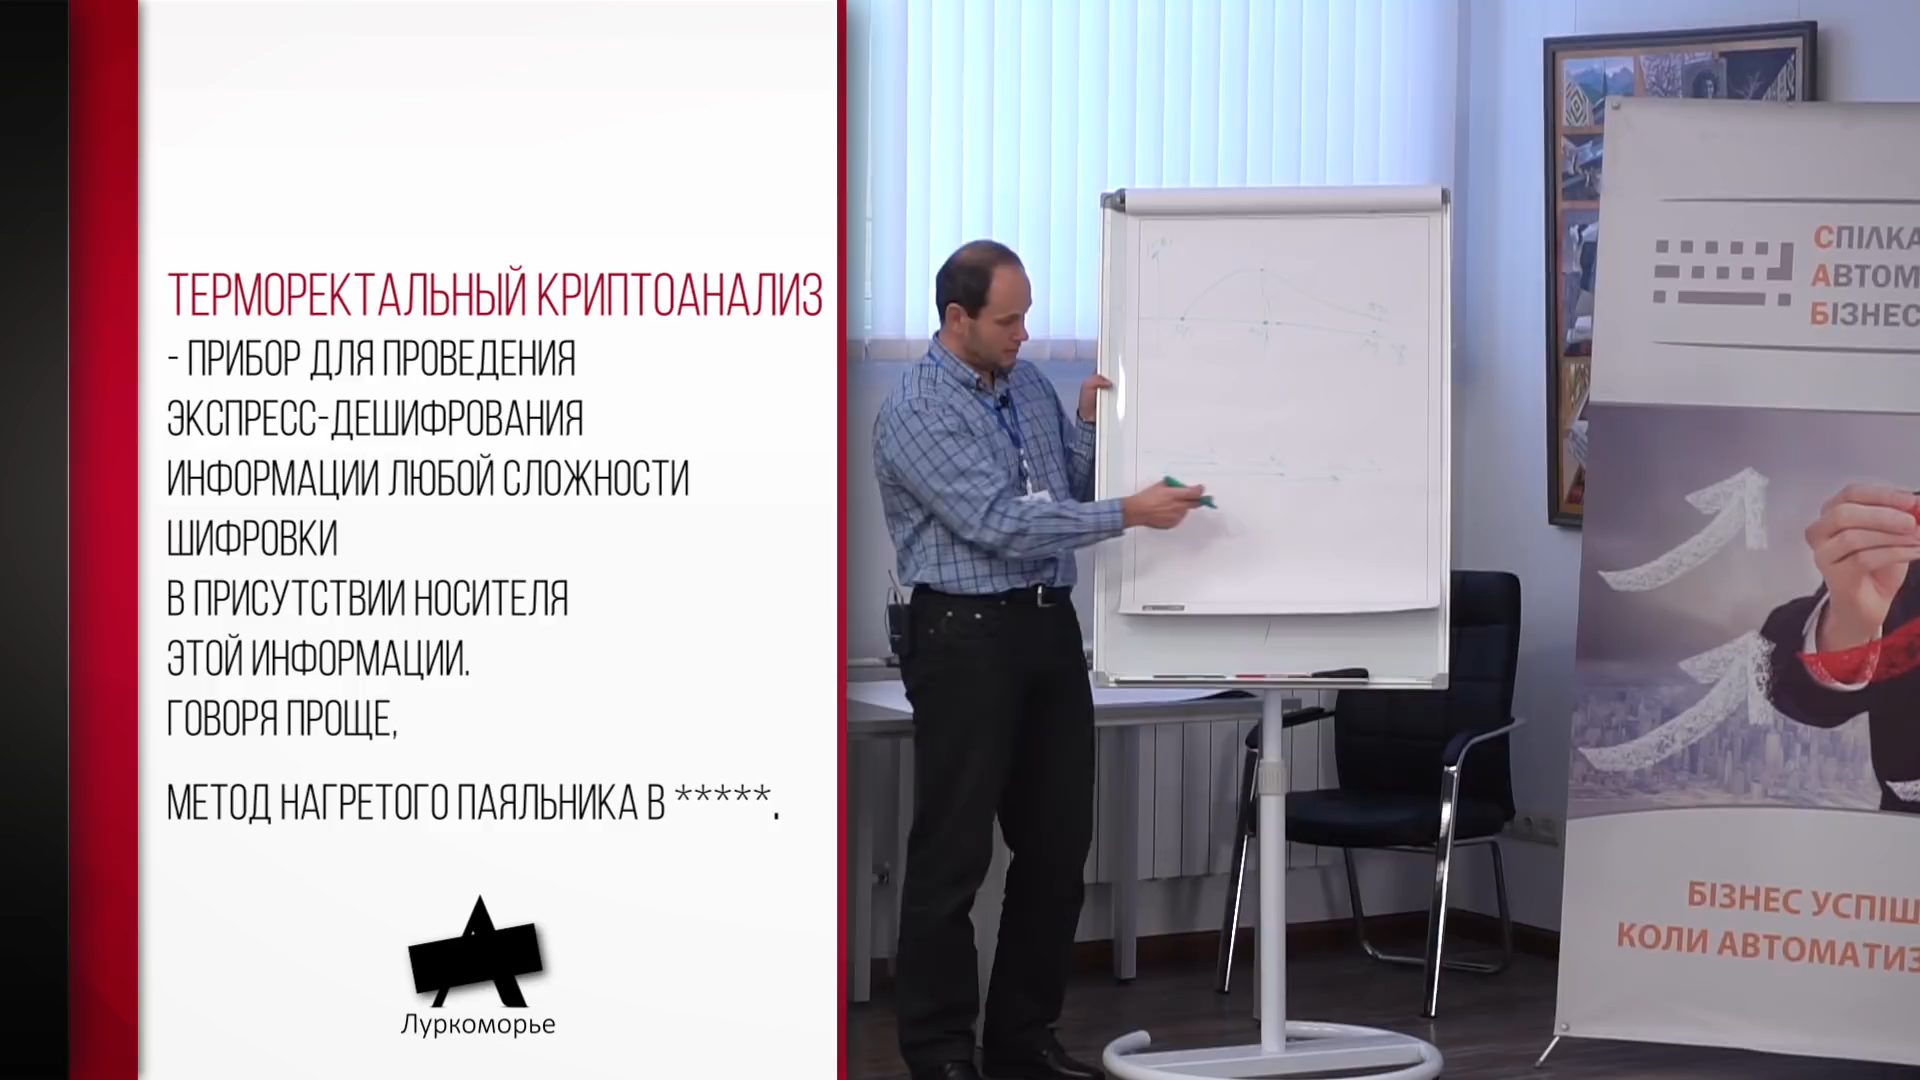 ТЕРМОРЕКТАЛЬНЫЙ КРИПТОАНАЛИЗ
- ПРИБОР ДЛЯ ПРОВЕДЕНИЯ
ЭКСПРЕСС-ДЕШИФРОВАНИЯ
ИНФОРМАЦИИ ЛЮБОЙ СЛОЖНОСТИ
ШИФРОВКИ
В ПРИСУТСТВИИ НОСИТЕЛЯ
ЭТОЙ ИНФОРМАЦИИ.
ГОВОРЯ ПРОЩЕ,
МЕТОД НАГРЕТОГО ПАЯЛЬНИКА В *****.
Луркоморье
СПІЛКА
АВТОМ
БІЗНЕС
БІЗНЕС УСПІШ
КОЛИ АВТОМАТИЗ